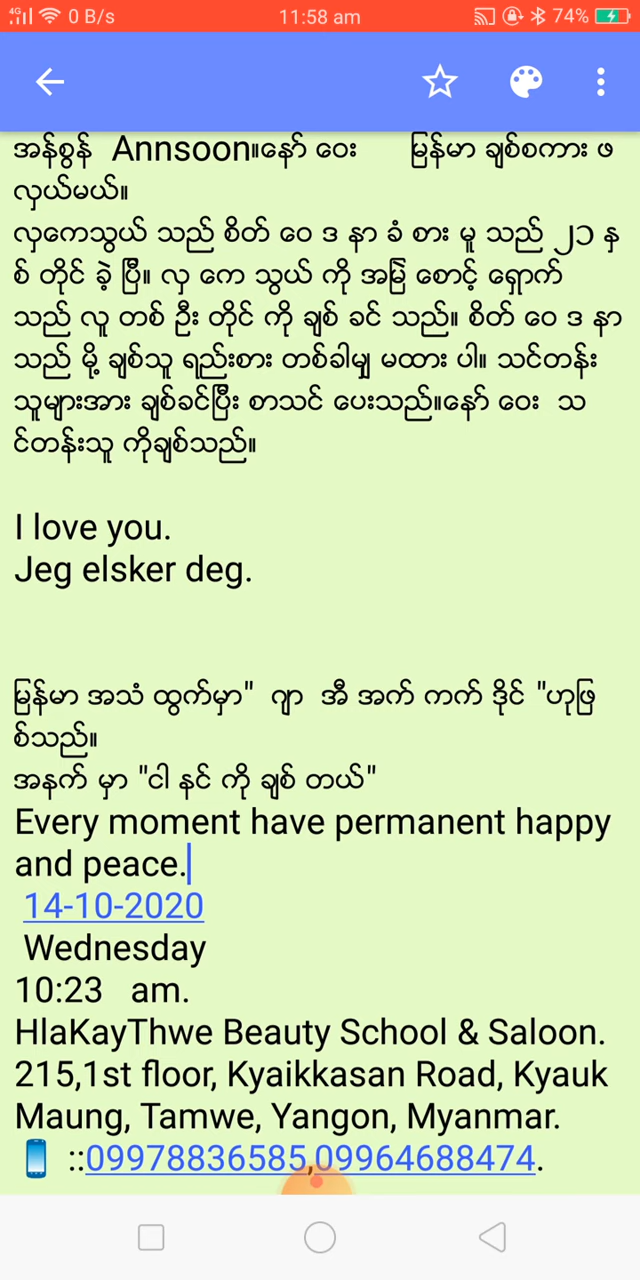 4G 0 B/s 11:58 am 74%
အန်စွန် Annsoon။နော် ဝေး မြန်မာ ချစ်စကား ဖ
လှယ်မယ်။
လှကေသွယ် သည် စိတ် ဝေ ဒ နာ ခံ စား မူ သည် ၂၁ နှ
စ် တိုင် ခဲ့ ပြီ။ လှ ကေ သွယ် ကို အမြဲ စောင့် ရှောက်
သည် လူ တစ် ဦး တိုင် ကို ချစ် ခင် သည်။ စိတ် ဝေ ဒ နာ
သည် မို့ ချစ်သူ ရည်းစား တစ်ခါမျှ မထား ပါ။ သင်တန်း
သူများအား ချစ်ခင်ပြီး စာသင် ပေးသည်။နော် ဝေး သ
င်တန်းသူ ကိုချစ်သည်။
I love you.
Jeg elsker deg.
မြန်မာ အသံ ထွက်မှာ" ဂျာ အီ အက် ကက် ဒိုင် "ဟုဖြ
စ်သည်။
အနက် မှာ "ငါ နင် ကို ချစ် တယ်"
Every moment have permanent happy
and peace.
14-10-2020
Wednesday
10:23 am.
HlaKayThwe Beauty School & Saloon.
215,1st floor, Kyaikkasan Road, Kyauk
Maung, Tamwe, Yangon, Myanmar.
📱 ::09978836585,09964688474.